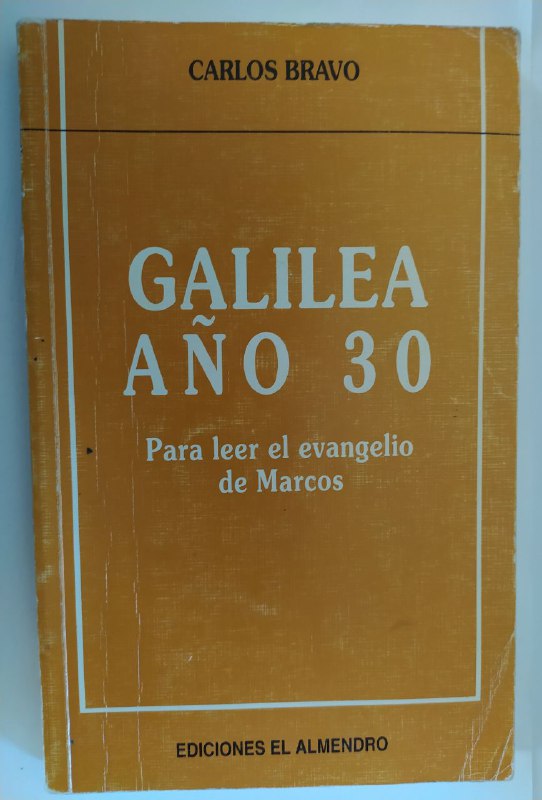 CARLOS BRAVO
GALILEA
AÑO 30
Para leer el evangelio
de Marcos
EDICIONES EL ALMENDRO